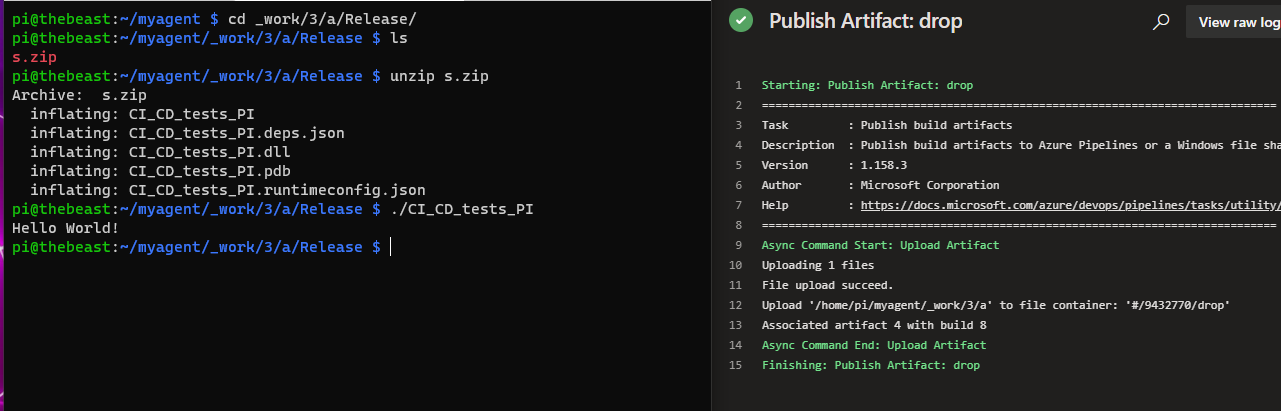 pi@thebeast:~/myagent $ cd _work/3/a/Release/
pi@thebeast:~/myagent/_work/3/a/Release $ ls
s.zip
pi@thebeast:~/myagent/_work/3/a/Release $ unzip s.zip
Archive:  s.zip
  inflating: CI_CD_tests_PI
  inflating: CI_CD_tests_PI.deps.json
  inflating: CI_CD_tests_PI.dll
  inflating: CI_CD_tests_PI.pdb
  inflating: CI_CD_tests_PI.runtimeconfig.json
pi@thebeast:~/myagent/_work/3/a/Release $ ./CI_CD_tests_PI
Hello World!
pi@thebeast:~/myagent/_work/3/a/Release $
Publish Artifact: drop
View raw log
1 Starting: Publish Artifact: drop
2 ==============================================================================
3 Task         : Publish build artifacts
4 Description  : Publish build artifacts to Azure Pipelines or a Windows file sha
5 Version      : 1.158.3
6 Author       : Microsoft Corporation
7 Help         : https://docs.microsoft.com/azure/devops/pipelines/tasks/utility/
8 ==============================================================================
9 Async Command Start: Upload Artifact
10 Uploading 1 files
11 File upload succeed.
12 Upload '/home/pi/myagent/_work/3/a' to file container: '#/9432770/drop'
13 Associated artifact 4 with build 8
14 Async Command End: Upload Artifact
15 Finishing: Publish Artifact: drop